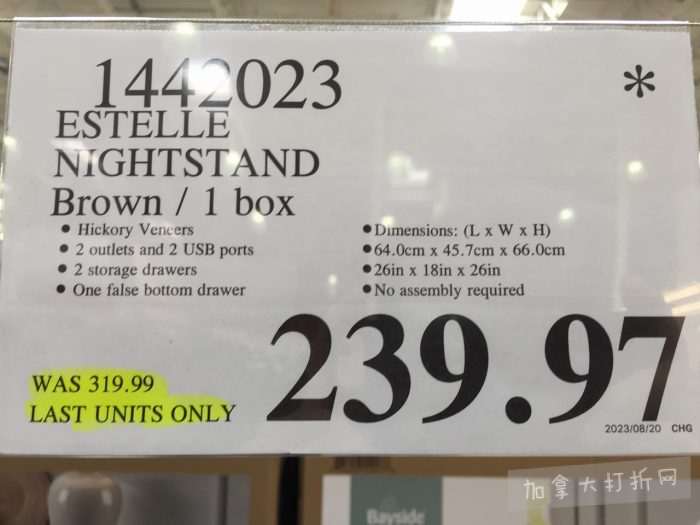 1442023
*
ESTELLE
NIGHTSTAND
Brown / 1 box
• Hickory Veneers
• 2 outlets and 2 USB ports
• 2 storage drawers
• One false bottom drawer
•Dimensions: (L x W x H)
•64.0cm x 45.7cm x 66.0cm
•26in x 18in x 26in
•No assembly required
WAS 319.99
LAST UNITS ONLY
239.97
2023/08/20 CHG
Bayside
加拿大打折网